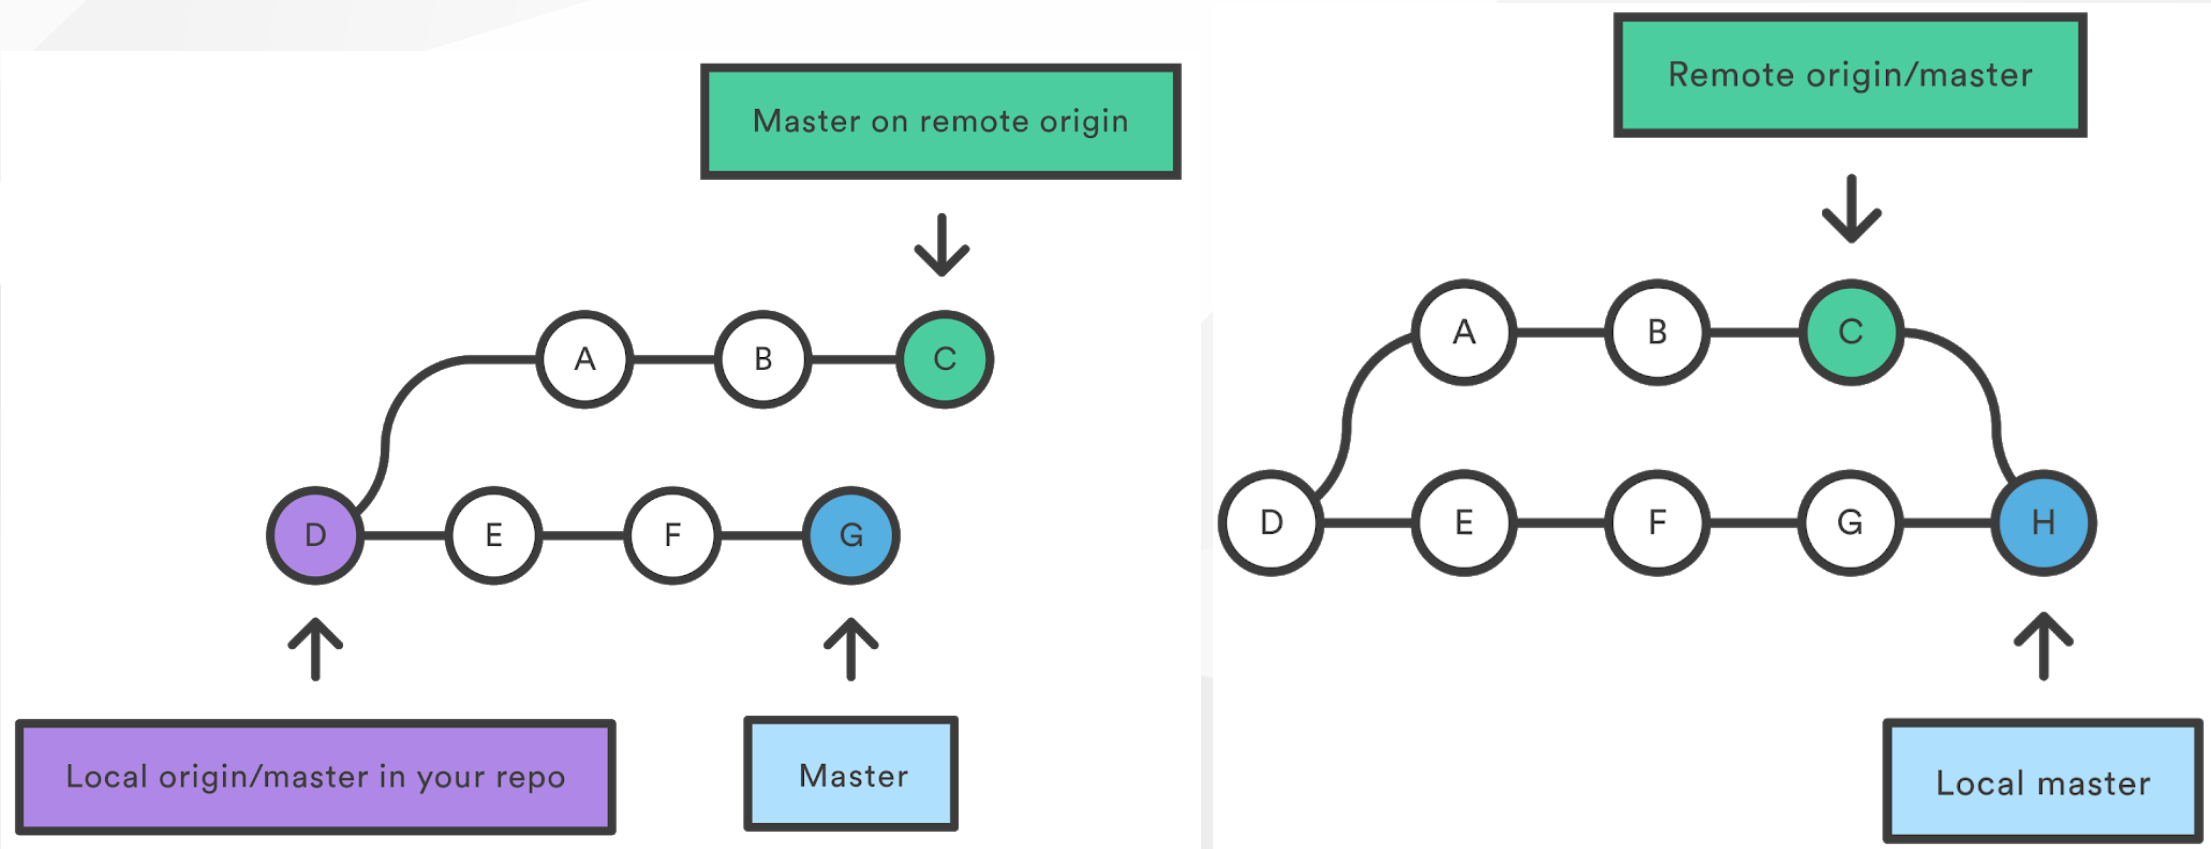 Master on remote origin
A
B
C
D
E
F
G
Local origin/master in your repo
Master
Remote origin/master
A
B
C
D
E
F
G
H
Local master